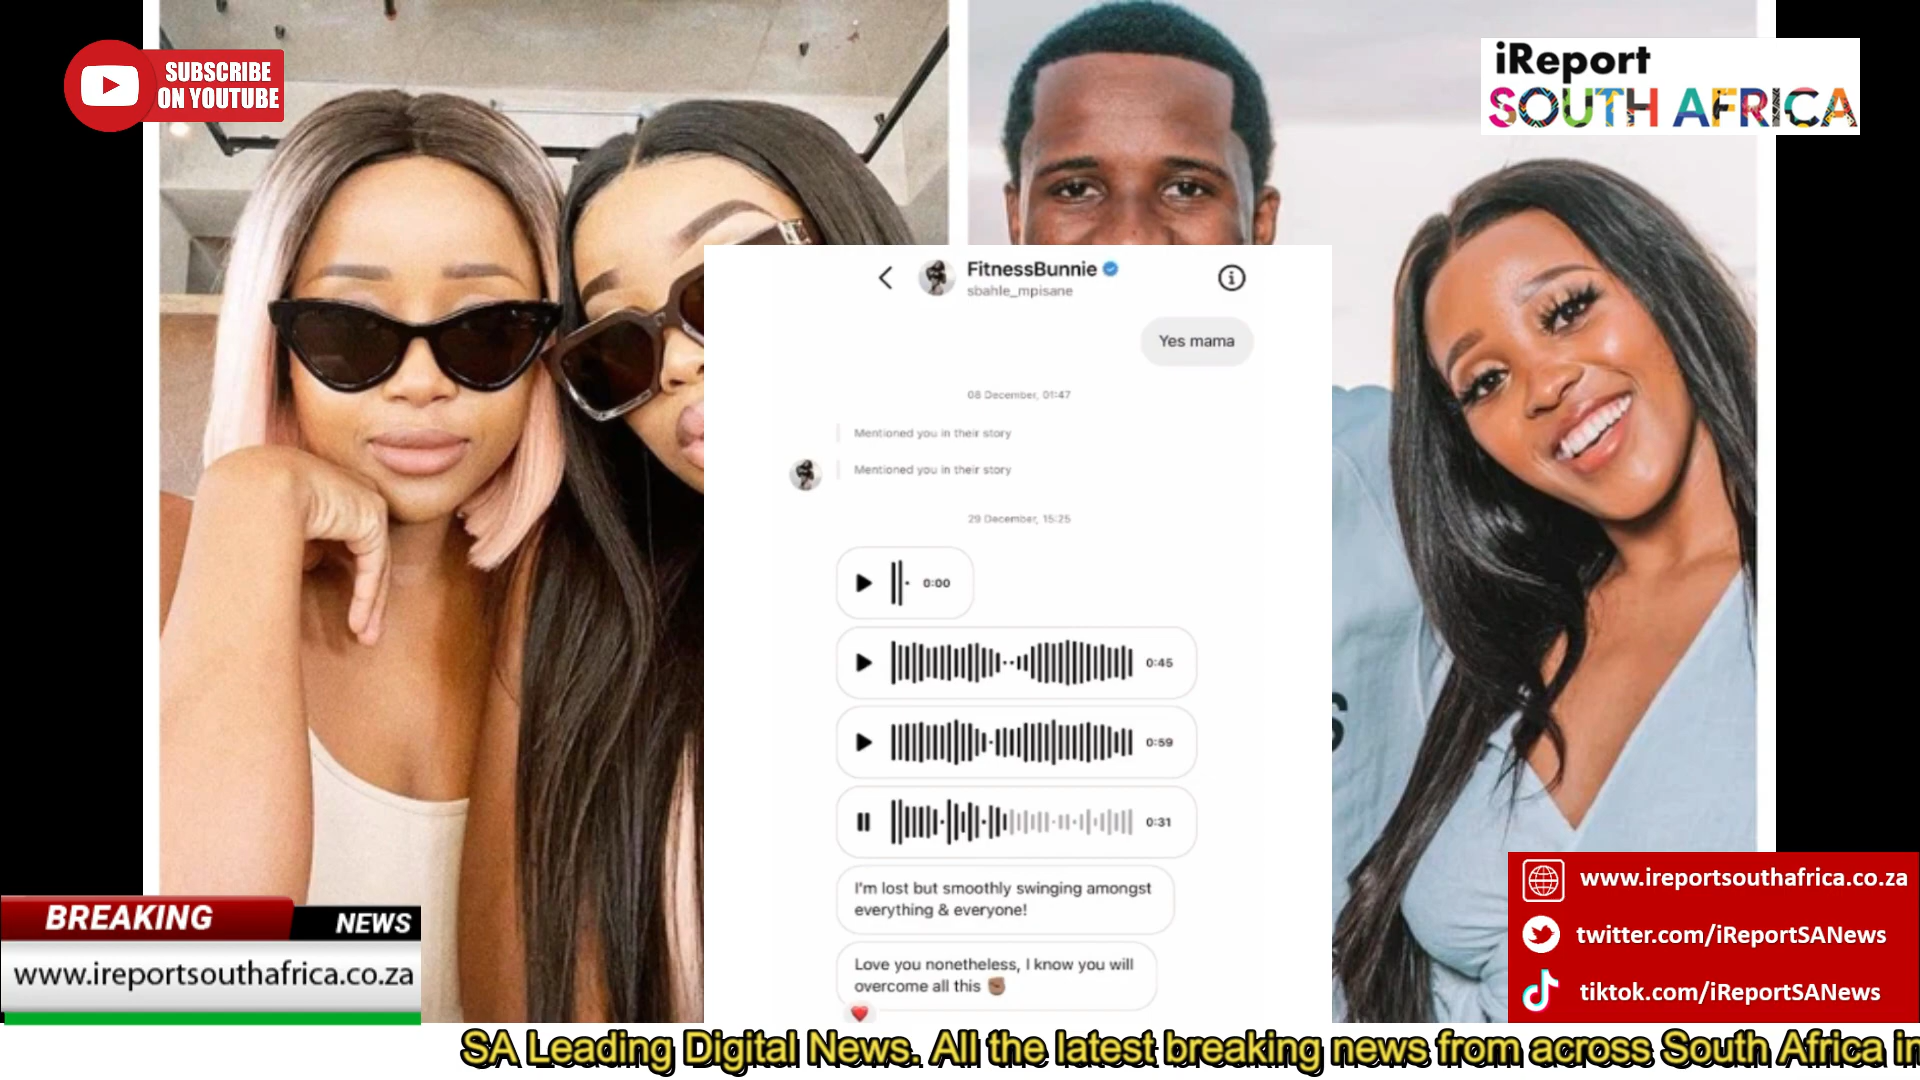 SUBSCRIBE
ON YOUTUBE
iReport
SOUTH AFRICA
FitnessBunnie
sbahle_mpisane
Yes mama
08 December, 01:47
Mentioned you in their story
Mentioned you in their story
29 December, 15:25
0:00
0:45
0:59
0:31
I'm lost but smoothly swinging amongst
everything & everyone!
Love you nonetheless, I know you will
overcome all this ✊🏾
BREAKING NEWS
www.ireportsouthafrica.co.za
www.ireportsouthafrica.co.za
twitter.com/iReportSANews
tiktok.com/iReportSANews
SA Leading Digital News. All the latest breaking news from across South Africa in